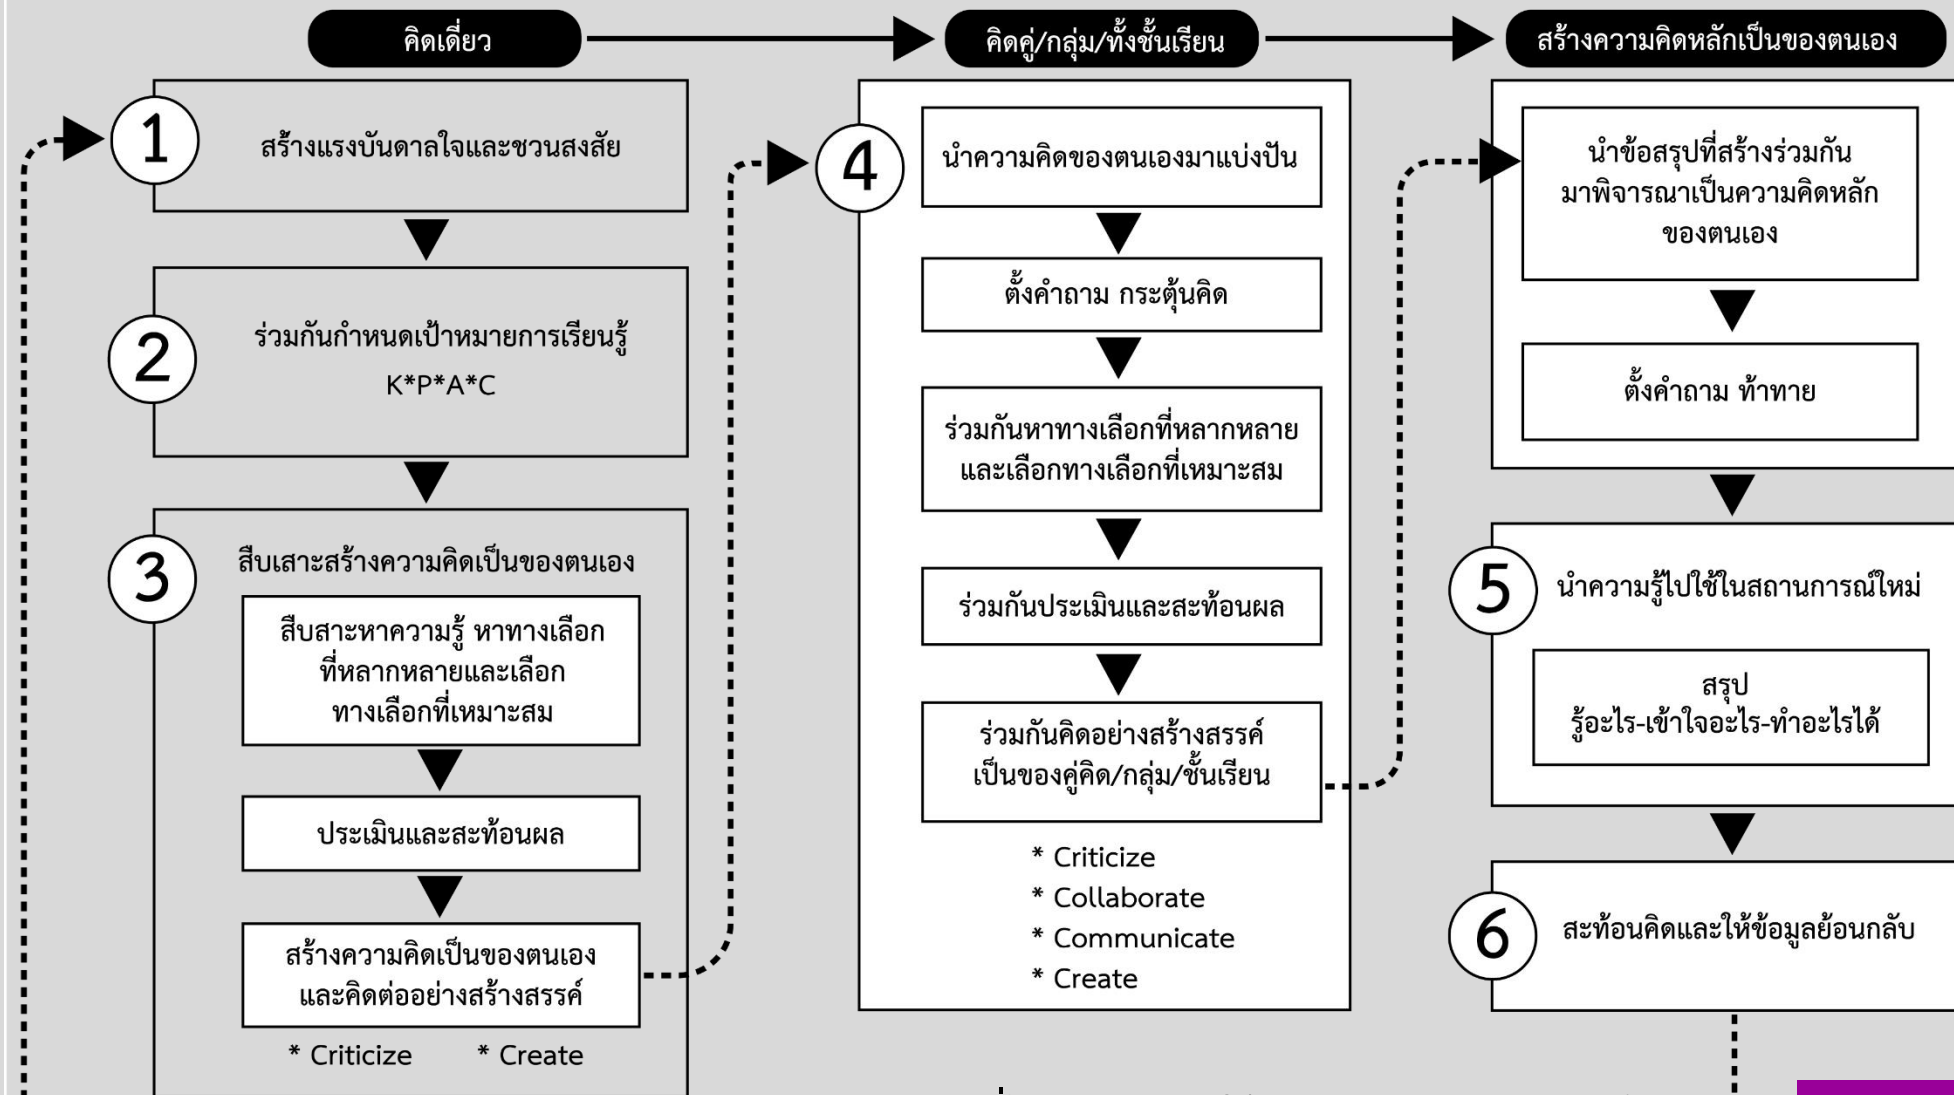 คิดเดี่ยว
คิดคู่/กลุ่ม/ทั้งชั้นเรียน
สร้างความคิดหลักเป็นของตนเอง
1
สร้างแรงบันดาลใจและชวนสงสัย
2
ร่วมกันกำหนดเป้าหมายการเรียนรู้
K*P*A*C
3
สืบเสาะสร้างความคิดเป็นของตนเอง
สืบสาะหาความรู้ หาทางเลือก
ที่หลากหลายและเลือก
ทางเลือกที่เหมาะสม
ประเมินและสะท้อนผล
สร้างความคิดเป็นของตนเอง
และคิดต่ออย่างสร้างสรรค์
* Criticize * Create
4
นำความคิดของตนเองมาแบ่งปัน
ตั้งคำถาม กระตุ้นคิด
ร่วมกันหาทางเลือกที่หลากหลาย
และเลือกทางเลือกที่เหมาะสม
ร่วมกันประเมินและสะท้อนผล
ร่วมกันคิดอย่างสร้างสรรค์
เป็นของคู่คิด/กลุ่ม/ชั้นเรียน
* Criticize
* Collaborate
* Communicate
* Create
นำข้อสรุปที่สร้างร่วมกัน
มาพิจารณาเป็นความคิดหลัก
ของตนเอง
ตั้งคำถาม ท้าทาย
5
นำความรู้ไปใช้ในสถานการณ์ใหม่
สรุป
รู้อะไร-เข้าใจอะไร-ทำอะไรได้
6
สะท้อนคิดและให้ข้อมูลย้อนกลับ